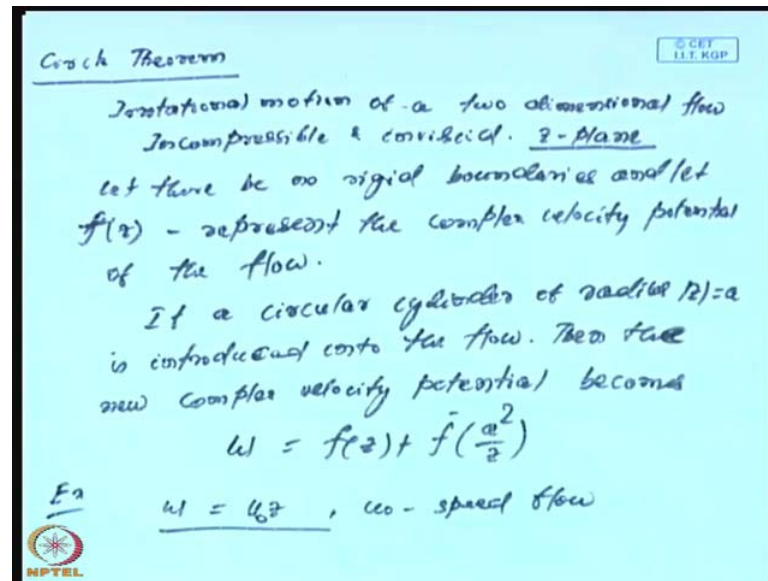 Circle Theorem
© CET
I.I.T. KGP
Irrotational motion of a two dimensional flow
Incompressible & inviscid. z-plane
Let there be no rigid boundaries and let
f(z) - represent the complex velocity potential
of the flow.
If a circular cylinder of radius |z|=a
is introduced into the flow. Then the
new complex velocity potential becomes
w = f(z) + f̄(a²/z)
Ex w = u₀z, u₀ - speed flow
NPTEL